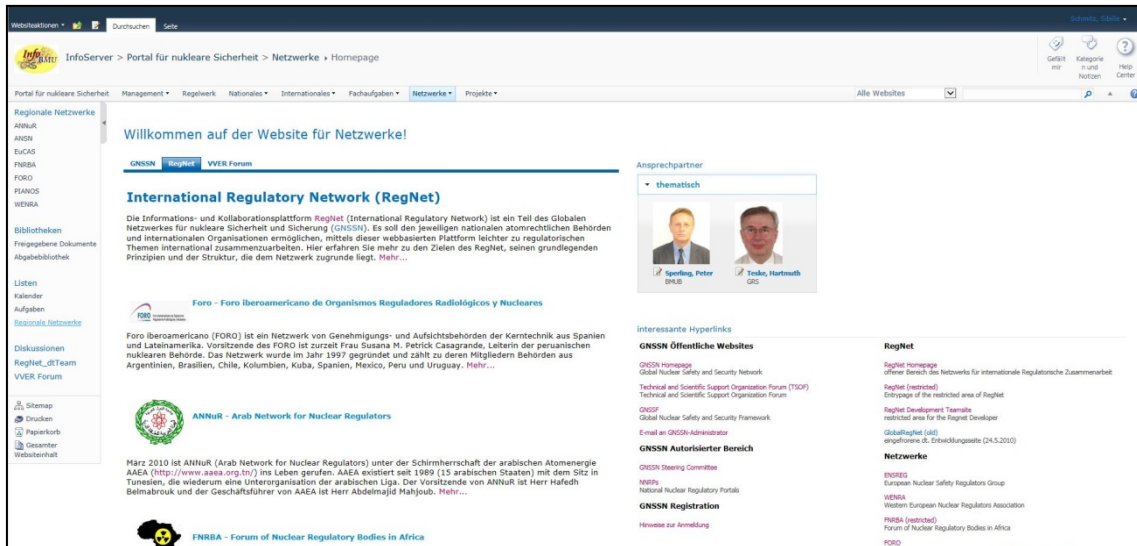 Websiteaktionen
Durchsuchen
Seite
Schmitz, Sibille
Info BMU
InfoServer > Portal für nukleare Sicherheit > Netzwerke › Homepage
Gefällt mir
Kategorien und Notizen
Help Center
Portal für nukleare Sicherheit
Management
Regelwerk
Nationales
Internationales
Fachaufgaben
Netzwerke
Projekte
Alle Websites
Regionale Netzwerke
ANNuR
ANSN
EuCAS
FNRBA
FORO
PIANOS
WENRA
Bibliotheken
Freigegebene Dokumente
Abgabebibliothek
Listen
Kalender
Aufgaben
Regionale Netzwerke
Diskussionen
RegNet_dtTeam
VVER Forum
Sitemap
Drucken
Papierkorb
Gesamter Websiteinhalt
Willkommen auf der Website für Netzwerke!
GNSSN
RegNet
VVER Forum
International Regulatory Network (RegNet)
Die Informations- und Kollaborationsplattform RegNet (International Regulatory Network) ist ein Teil des Globalen
Netzwerkes für nukleare Sicherheit und Sicherung (GNSSN). Es soll den jeweiligen nationalen atomrechtlichen Behörden
und internationalen Organisationen ermöglichen, mittels dieser webbasierten Plattform leichter zu regulatorischen
Themen international zusammenzuarbeiten. Hier erfahren Sie mehr zu den Zielen des RegNet, seinen grundlegenden
Prinzipien und der Struktur, die dem Netzwerk zugrunde liegt. Mehr...
FORO
Foro - Foro iberoamericano de Organismos Reguladores Radiológicos y Nucleares
Foro iberoamericano (FORO) ist ein Netzwerk von Genehmigungs- und Aufsichtsbehörden der Kerntechnik aus Spanien
und Lateinamerika. Vorsitzende des FORO ist zurzeit Frau Susana M. Petrick Casagrande, Leiterin der peruanischen
nuklearen Behörde. Das Netzwerk wurde im Jahr 1997 gegründet und zählt zu deren Mitgliedern Behörden aus
Argentinien, Brasilien, Chile, Kolumbien, Kuba, Spanien, Mexico, Peru und Uruguay. Mehr...
ANNuR - Arab Network for Nuclear Regulators
März 2010 ist ANNuR (Arab Network for Nuclear Regulators) unter der Schirmherrschaft der arabischen Atomenergie
AAEA (http://www.aaea.org.tn/) ins Leben gerufen. AAEA existiert seit 1989 (15 arabischen Staaten) mit dem Sitz in
Tunesien, die wiederum eine Unterorganisation der arabischen Liga. Der Vorsitzende von ANNuR ist Herr Hafedh
Belmabrouk und der Geschäftsführer von AAEA ist Herr Abdelmajid Mahjoub. Mehr...
FNRBA - Forum of Nuclear Regulatory Bodies in Africa
Ansprechpartner
thematisch
Sperling, Peter
BMUB
Teske, Hartmuth
GRS
interessante Hyperlinks
GNSSN Öffentliche Websites
GNSSN Homepage
Global Nuclear Safety and Security Network
Technical and Scientific Support Organization Forum (TSOF)
Technical and Scientific Support Organization Forum
GNSSF
Global Nuclear Safety and Security Framework
E-mail an GNSSN-Administrator
GNSSN Autorisierter Bereich
GNSSN Steering Committee
NNRPs
National Nuclear Regulatory Portals
GNSSN Registration
Hinweise zur Anmeldung
RegNet
RegNet Homepage
offener Bereich des Netzwerks für internationale Regulatorische Zusammenarbeit
RegNet (restricted)
Entrypage of the restricted area of RegNet
RegNet Development Teamsite
restricted area for the Regnet Developer
GlobalRegNet (old)
eingefrorene dt. Entwicklungsseite (24.5.2010)
Netzwerke
ENSREG
European Nuclear Safety Regulators Group
WENRA
Western European Nuclear Regulators Association
FNRBA (restricted)
Forum of Nuclear Regulatory Bodies in Africa
FORO